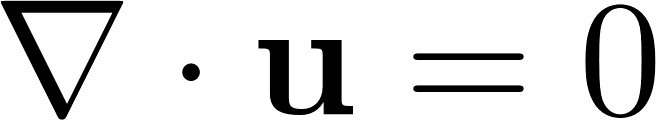 ∇ · 𝐮 = 0